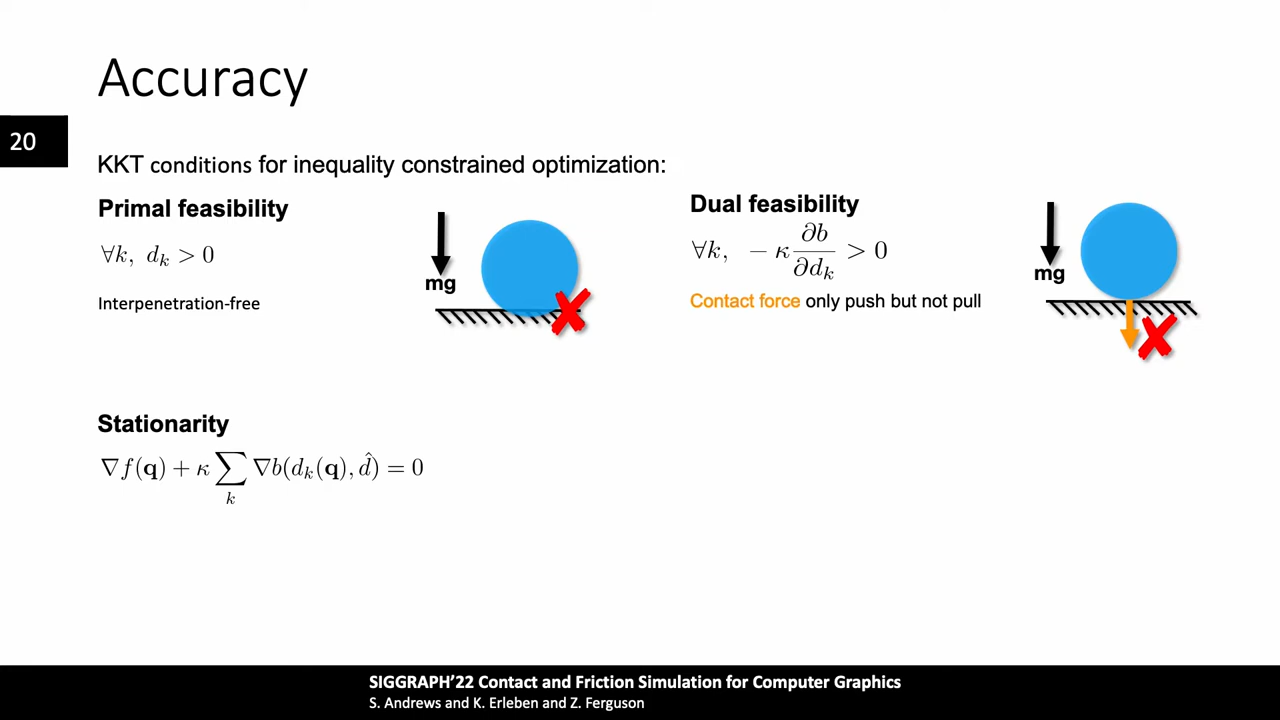 Accuracy
20
KKT conditions for inequality constrained optimization:
Primal feasibility
∀k, d_k > 0
Interpenetration-free
mg
Dual feasibility
∀k, −κ ∂b/∂d_k > 0
Contact force only push but not pull
mg
Stationarity
∇f(𝐪) + κ ∑_k ∇b(d_k(𝐪), d̂) = 0
SIGGRAPH'22 Contact and Friction Simulation for Computer Graphics
S. Andrews and K. Erleben and Z. Ferguson